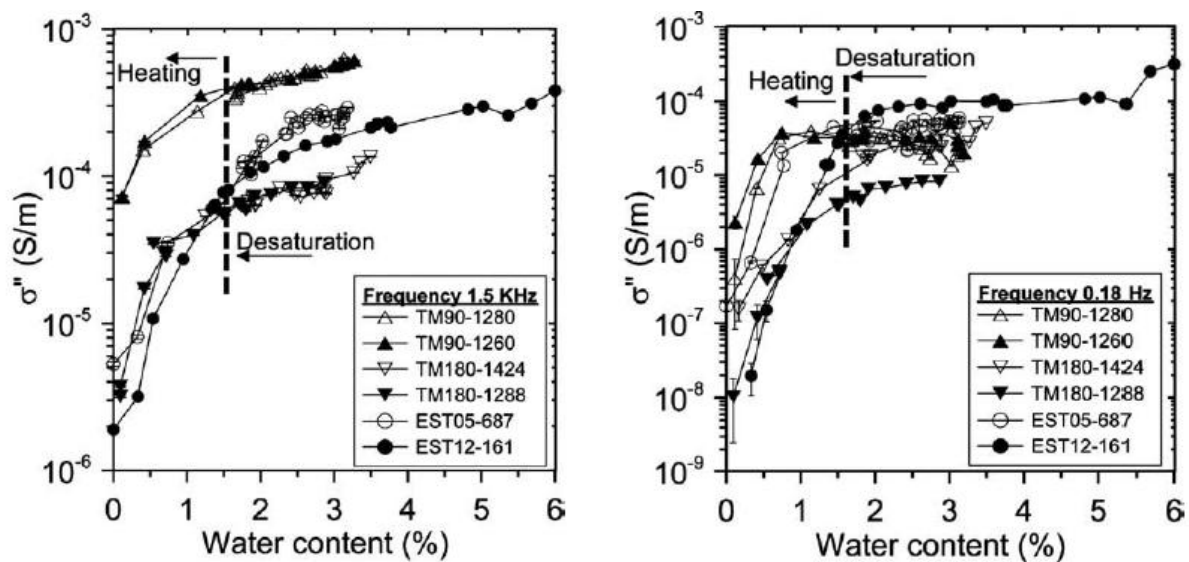 10⁻³
10⁻⁴
10⁻⁵
10⁻⁶
σ" (S/m)
Heating
Desaturation
Frequency 1.5 KHz
TM90-1280
TM90-1260
TM180-1424
TM180-1288
EST05-687
EST12-161
0 1 2 3 4 5 6
Water content (%)
10⁻³
10⁻⁴
10⁻⁵
10⁻⁶
10⁻⁷
10⁻⁸
10⁻⁹
σ" (S/m)
Desaturation
Heating
Frequency 0.18 Hz
TM90-1280
TM90-1260
TM180-1424
TM180-1288
EST05-687
EST12-161
0 1 2 3 4 5 6
Water content (%)